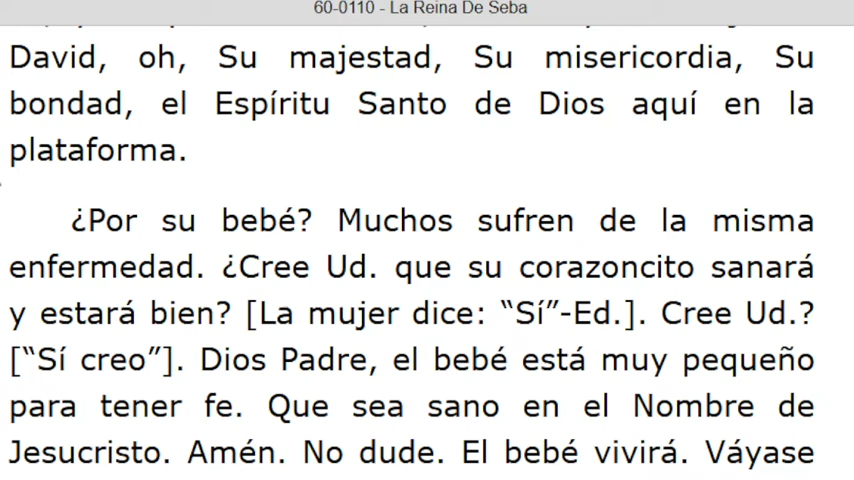 60-0110 - La Reina De Seba
David, oh, Su majestad, Su misericordia, Su
bondad, el Espíritu Santo de Dios aquí en la
plataforma.
¿Por su bebé? Muchos sufren de la misma
enfermedad. ¿Cree Ud. que su corazoncito sanará
y estará bien? [La mujer dice: “Sí”-Ed.]. Cree Ud.?
[“Sí creo”]. Dios Padre, el bebé está muy pequeño
para tener fe. Que sea sano en el Nombre de
Jesucristo. Amén. No dude. El bebé vivirá. Váyase